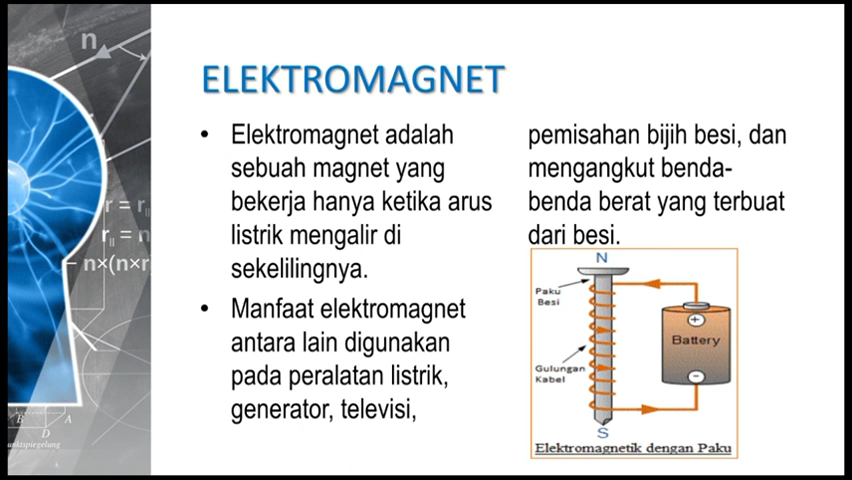 ELEKTROMAGNET
• Elektromagnet adalah
sebuah magnet yang
bekerja hanya ketika arus
listrik mengalir di
sekelilingnya.
• Manfaat elektromagnet
antara lain digunakan
pada peralatan listrik,
generator, televisi,
pemisahan bijih besi, dan
mengangkut benda-
benda berat yang terbuat
dari besi.
N
Paku
Besi
+
Battery
Gulungan
Kabel
−
S
Elektromagnetik dengan Paku
n
r = r||
r|| = n
n×(n×r
B
A
D
unktspiegelung